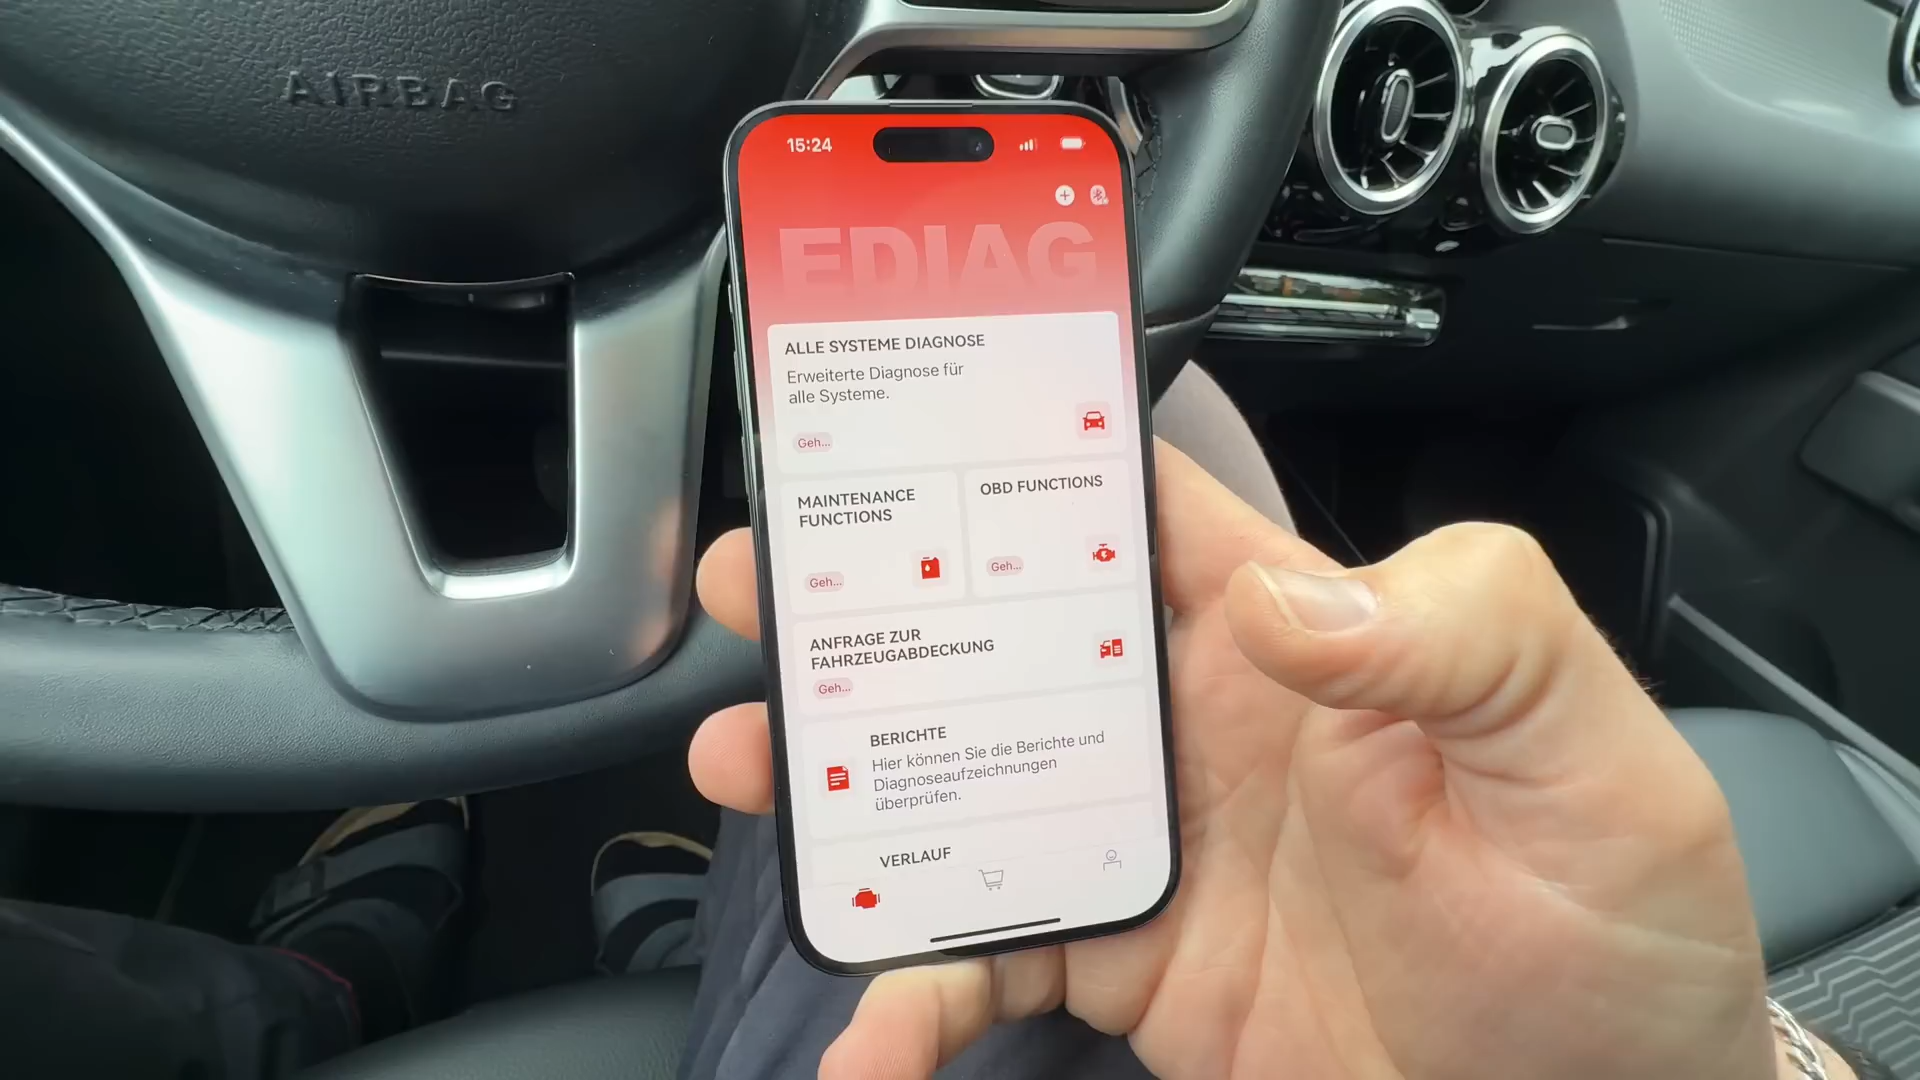 AIRBAG
15:24
EDIAG
ALLE SYSTEME DIAGNOSE
Erweiterte Diagnose für
alle Systeme.
Geh...
MAINTENANCE
FUNCTIONS
Geh...
OBD FUNCTIONS
Geh...
ANFRAGE ZUR
FAHRZEUGABDECKUNG
Geh...
BERICHTE
Hier können Sie die Berichte und
Diagnoseaufzeichnungen
überprüfen.
VERLAUF